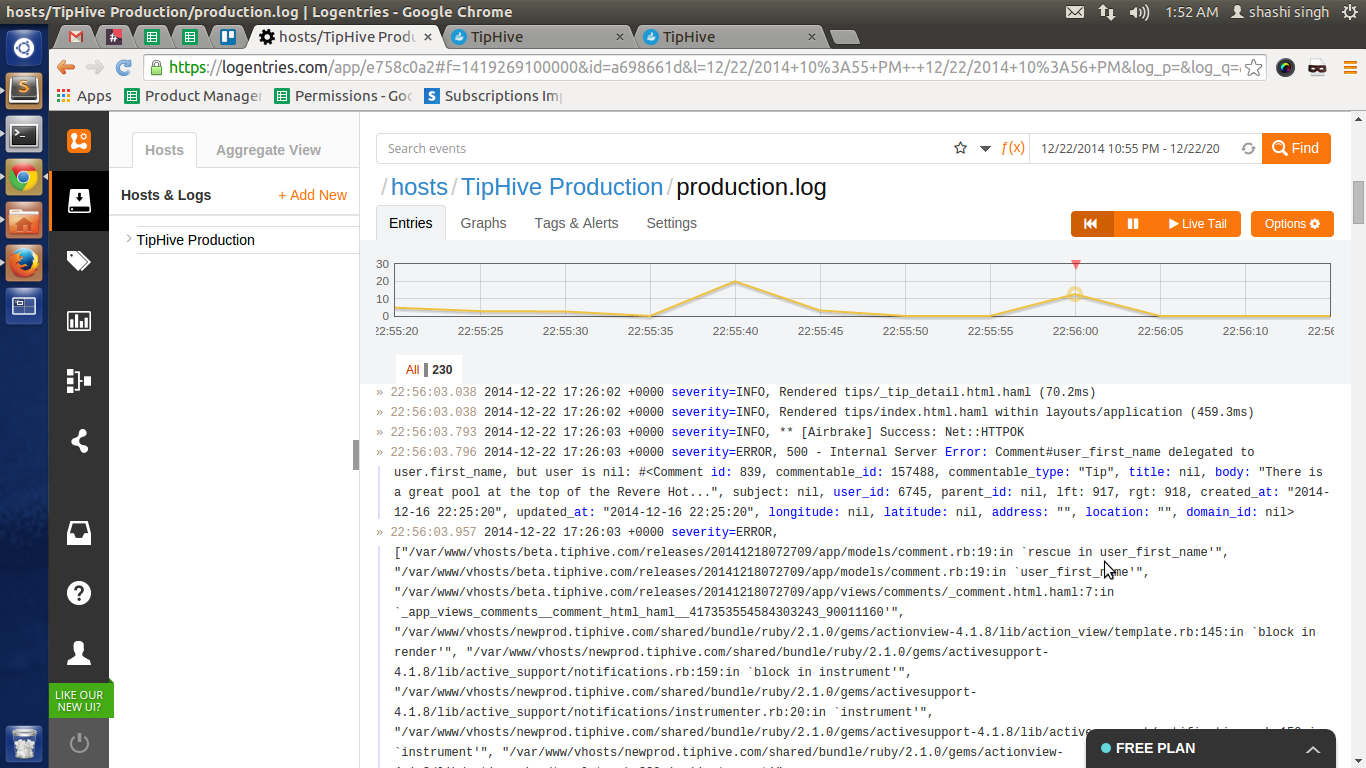 hosts/TipHive Production/production.log | Logentries - Google Chrome
1:52 AM shashi singh
hosts/TipHive Produ × TipHive × TipHive ×
https://logentries.com/app/e758c0a2#f=1419269100000&id=a698661d&l=12/22/2014+10%3A55+PM+-+12/22/2014+10%3A56+PM&log_p=&log_q=
Apps Product Manage Permissions - Goo Subscriptions Im
Hosts Aggregate View
Hosts & Logs + Add New
TipHive Production
LIKE OUR
NEW UI?
Search events ƒ(x) 12/22/2014 10:55 PM - 12/22/20 Find
/ hosts / TipHive Production / production.log
Entries Graphs Tags & Alerts Settings Live Tail Options
30
20
10
0
22:55:20 22:55:25 22:55:30 22:55:35 22:55:40 22:55:45 22:55:50 22:55:55 22:56:00 22:56:05 22:56:10 22:56
All 230
» 22:56:03.038 2014-12-22 17:26:02 +0000 severity=INFO, Rendered tips/_tip_detail.html.haml (70.2ms)
» 22:56:03.038 2014-12-22 17:26:02 +0000 severity=INFO, Rendered tips/index.html.haml within layouts/application (459.3ms)
» 22:56:03.793 2014-12-22 17:26:03 +0000 severity=INFO, ** [Airbrake] Success: Net::HTTPOK
» 22:56:03.796 2014-12-22 17:26:03 +0000 severity=ERROR, 500 - Internal Server Error: Comment#user_first_name delegated to
user.first_name, but user is nil: #<Comment id: 839, commentable_id: 157488, commentable_type: "Tip", title: nil, body: "There is
a great pool at the top of the Revere Hot...", subject: nil, user_id: 6745, parent_id: nil, lft: 917, rgt: 918, created_at: "2014-
12-16 22:25:20", updated_at: "2014-12-16 22:25:20", longitude: nil, latitude: nil, address: "", location: "", domain_id: nil>
» 22:56:03.957 2014-12-22 17:26:03 +0000 severity=ERROR,
["/var/www/vhosts/beta.tiphive.com/releases/20141218072709/app/models/comment.rb:19:in `rescue in user_first_name'",
"/var/www/vhosts/beta.tiphive.com/releases/20141218072709/app/models/comment.rb:19:in `user_first_name'",
"/var/www/vhosts/beta.tiphive.com/releases/20141218072709/app/views/comments/_comment.html.haml:7:in
`_app_views_comments__comment_html_haml__417353554584303243_90011160'",
"/var/www/vhosts/newprod.tiphive.com/shared/bundle/ruby/2.1.0/gems/actionview-4.1.8/lib/action_view/template.rb:145:in `block in
render'", "/var/www/vhosts/newprod.tiphive.com/shared/bundle/ruby/2.1.0/gems/activesupport-
4.1.8/lib/active_support/notifications.rb:159:in `block in instrument'",
"/var/www/vhosts/newprod.tiphive.com/shared/bundle/ruby/2.1.0/gems/activesupport-
4.1.8/lib/active_support/notifications/instrumenter.rb:20:in `instrument'",
"/var/www/vhosts/newprod.tiphive.com/shared/bundle/ruby/2.1.0/gems/activesupport-4.1.8/lib/active
`instrument'", "/var/www/vhosts/newprod.tiphive.com/shared/bundle/ruby/2.1.0/gems/actionview-
FREE PLAN